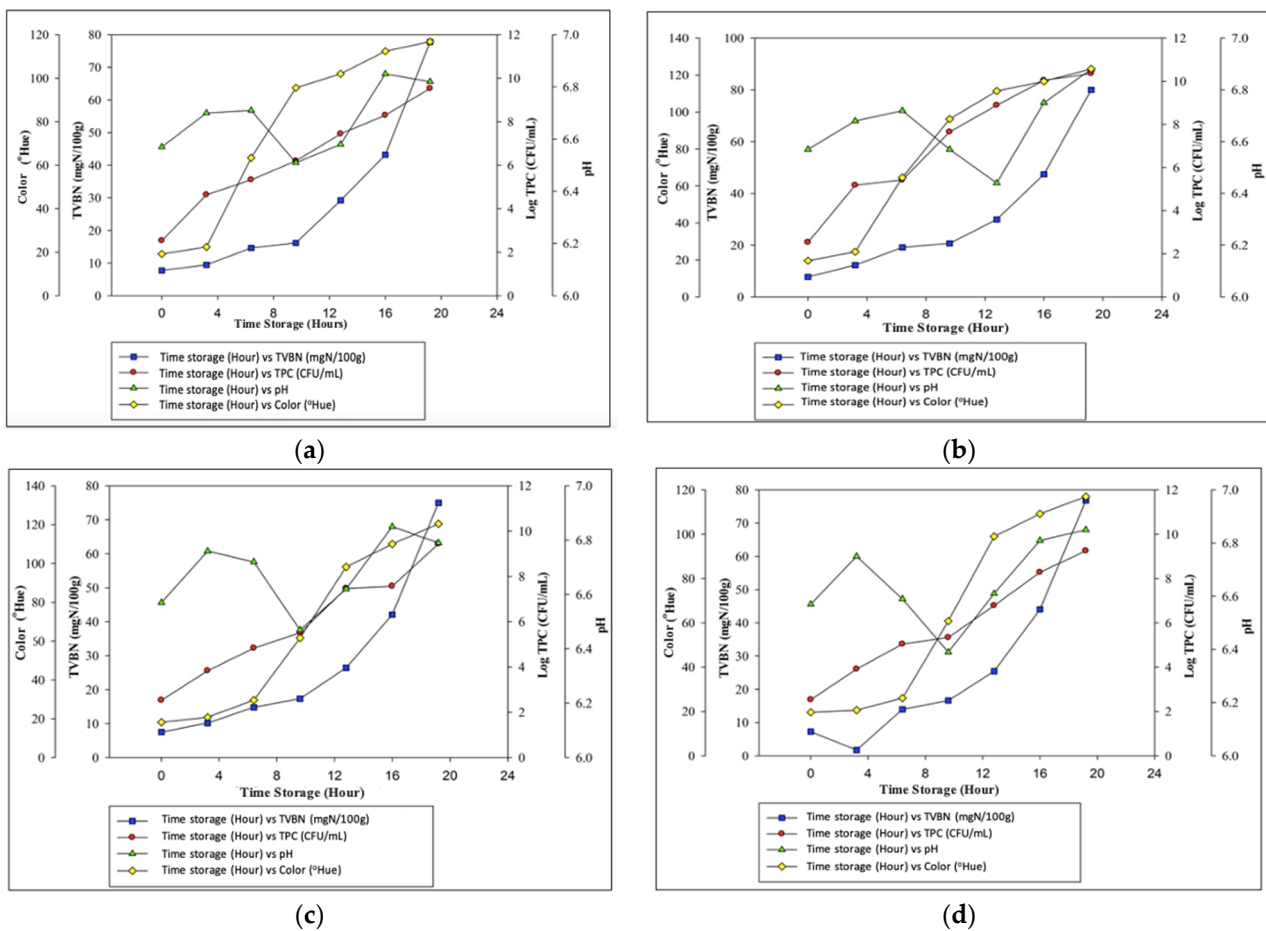 120 80 12 7.0
100 70 10 6.8
80 60 8 6.6
60 50 6 6.4
40 40 4 6.2
20 30 2 6.0
0 20 0
10
0
Color (°Hue)
TVBN (mgN/100g)
Log TPC (CFU/mL)
pH
0 4 8 12 16 20 24
Time Storage (Hours)
Time storage (Hour) vs TVBN (mgN/100g)
Time storage (Hour) vs TPC (CFU/mL)
Time storage (Hour) vs pH
Time storage (Hour) vs Color (°Hue)
(a)
140 100 12 7.0
120 80 10 6.8
100 60 8 6.6
80 40 6 6.4
60 20 4 6.2
40 0 2 6.0
20 0
0
Color (°Hue)
TVBN (mgN/100g)
Log TPC (CFU/mL)
pH
0 4 8 12 16 20 24
Time Storage (Hour)
Time storage (Hour) vs TVBN (mgN/100g)
Time storage (Hour) vs TPC (CFU/mL)
Time storage (Hour) vs pH
Time storage (Hour) vs Color (°Hue)
(b)
140 80 12 7.0
120 70 10 6.8
100 60 8 6.6
80 50 6 6.4
60 40 4 6.2
40 30 2 6.0
20 20 0
0 10
0
Color (°Hue)
TVBN (mgN/100g)
Log TPC (CFU/mL)
pH
0 4 8 12 16 20 24
Time Storage (Hour)
Time storage (Hour) vs TVBN (mgN/100g)
Time storage (Hour) vs TPC (CFU/mL)
Time storage (Hour) vs pH
Time storage (Hour) vs Color (°Hue)
(c)
120 80 12 7.0
100 70 10 6.8
80 60 8 6.6
60 50 6 6.4
40 40 4 6.2
20 30 2 6.0
0 20 0
10
0
Color (°Hue)
TVBN (mgN/100g)
Log TPC (CFU/mL)
pH
0 4 8 12 16 20 24
Time Storage (Hour)
Time storage (Hour) vs TVBN (mgN/100g)
Time storage (Hour) vs TPC (CFU/mL)
Time storage (Hour) vs pH
Time storage (Hour) vs Color (°Hue)
(d)